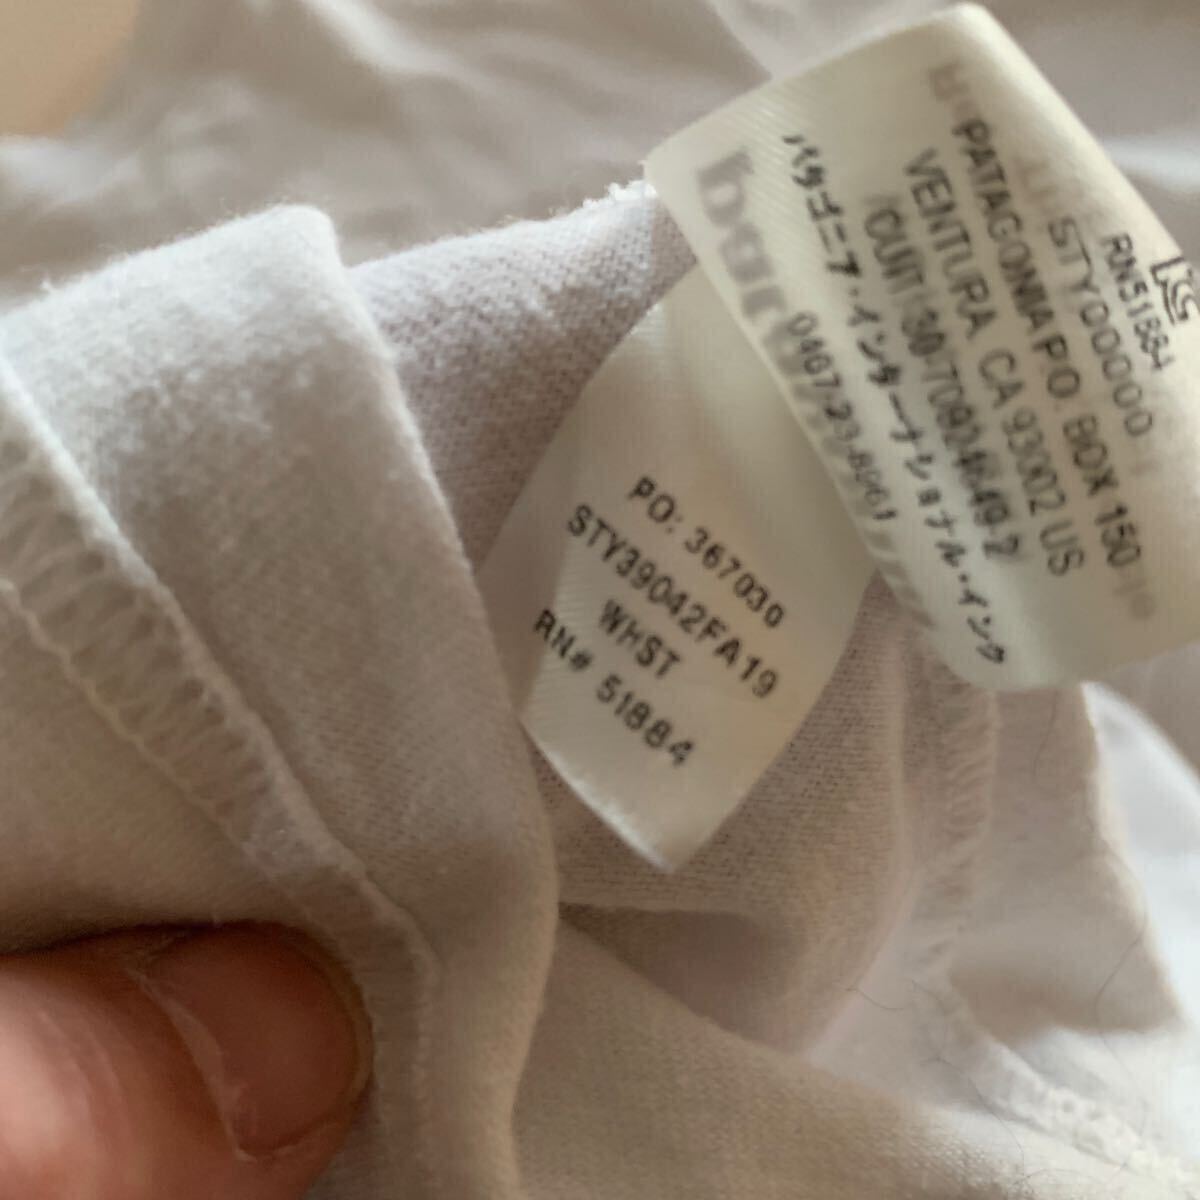 RN51884
STY00000
PATAGONIA P.O. BOX 150
VENTURA CA 93002 US
パタゴニア・インターナショナル・インク
PO: 367030
STY39042FA19
WHST
RN# 51884